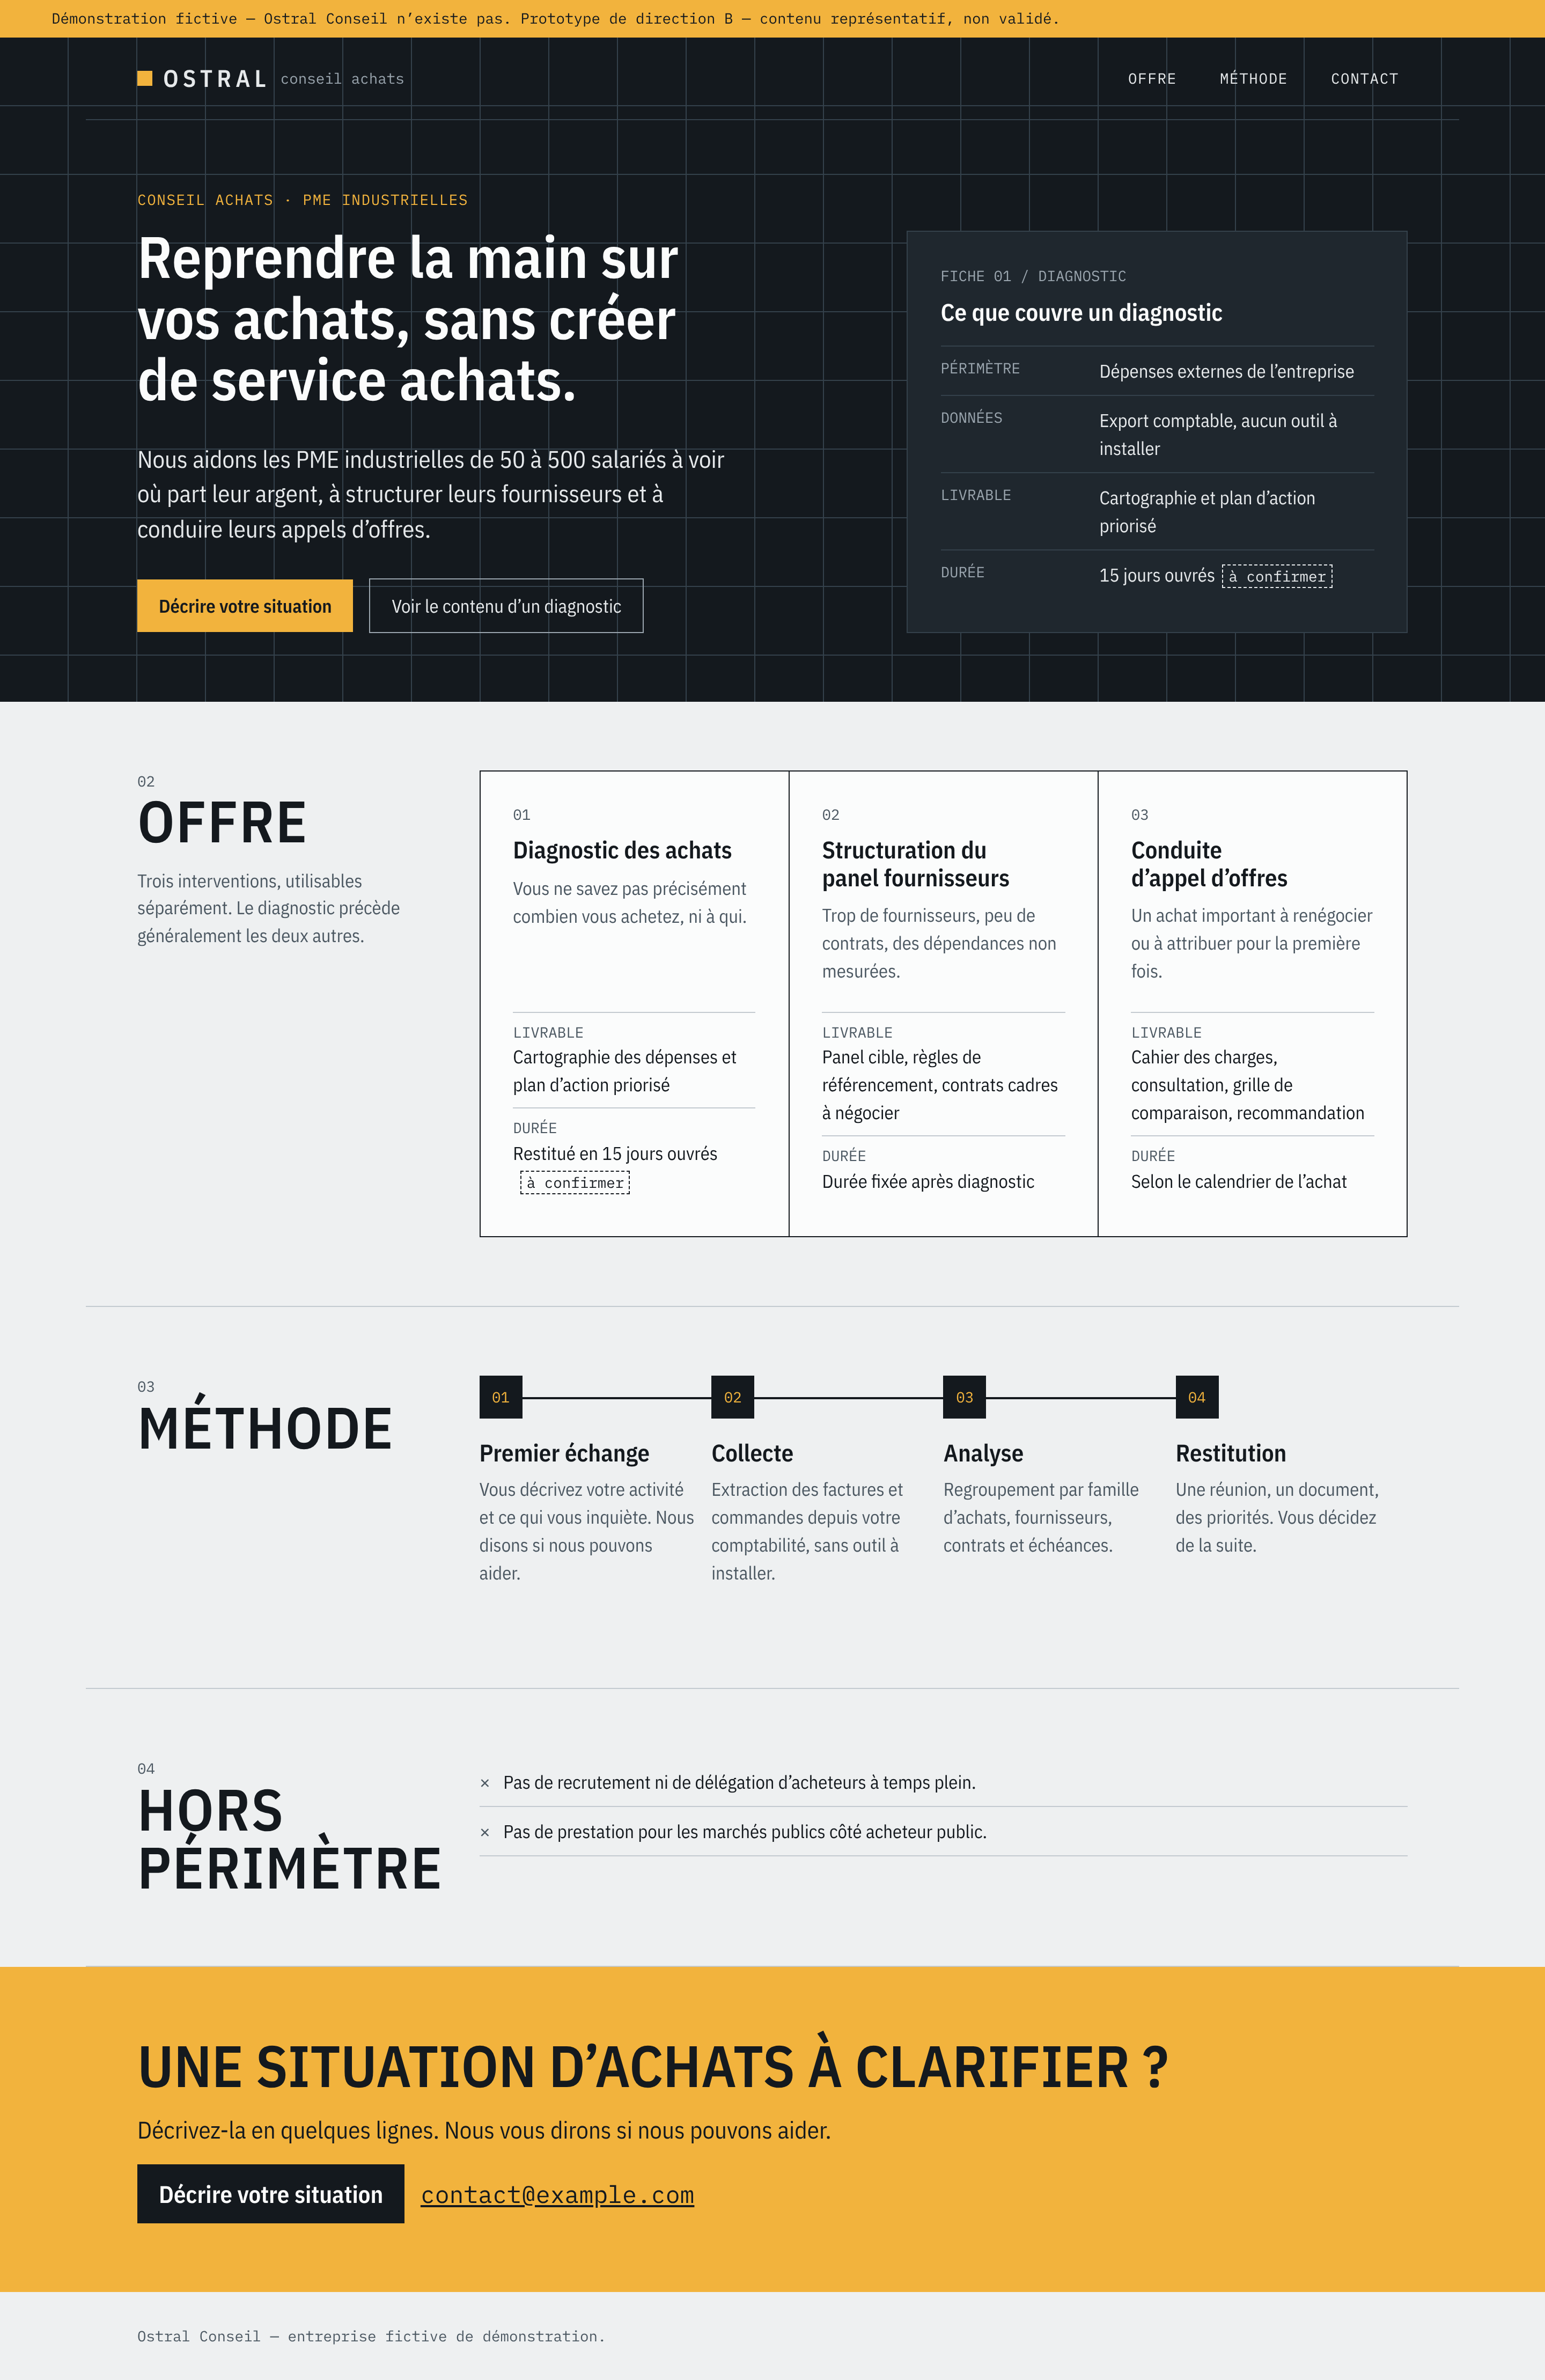 Démonstration fictive — Ostral Conseil n’existe pas. Prototype de direction B — contenu représentatif, non validé.
OSTRAL conseil achats
OFFRE MÉTHODE CONTACT
CONSEIL ACHATS · PME INDUSTRIELLES
Reprendre la main sur
vos achats, sans créer
de service achats.
Nous aidons les PME industrielles de 50 à 500 salariés à voir
où part leur argent, à structurer leurs fournisseurs et à
conduire leurs appels d’offres.
Décrire votre situation
Voir le contenu d’un diagnostic
FICHE 01 / DIAGNOSTIC
Ce que couvre un diagnostic
PÉRIMÈTRE
Dépenses externes de l’entreprise
DONNÉES
Export comptable, aucun outil à
installer
LIVRABLE
Cartographie et plan d’action
priorisé
DURÉE
15 jours ouvrés à confirmer
02
OFFRE
Trois interventions, utilisables
séparément. Le diagnostic précède
généralement les deux autres.
01
Diagnostic des achats
Vous ne savez pas précisément
combien vous achetez, ni à qui.
LIVRABLE
Cartographie des dépenses et
plan d’action priorisé
DURÉE
Restitué en 15 jours ouvrés
à confirmer
02
Structuration du
panel fournisseurs
Trop de fournisseurs, peu de
contrats, des dépendances non
mesurées.
LIVRABLE
Panel cible, règles de
référencement, contrats cadres
à négocier
DURÉE
Durée fixée après diagnostic
03
Conduite
d’appel d’offres
Un achat important à renégocier
ou à attribuer pour la première
fois.
LIVRABLE
Cahier des charges,
consultation, grille de
comparaison, recommandation
DURÉE
Selon le calendrier de l’achat
03
MÉTHODE
01
Premier échange
Vous décrivez votre activité
et ce qui vous inquiète. Nous
disons si nous pouvons
aider.
02
Collecte
Extraction des factures et
commandes depuis votre
comptabilité, sans outil à
installer.
03
Analyse
Regroupement par famille
d’achats, fournisseurs,
contrats et échéances.
04
Restitution
Une réunion, un document,
des priorités. Vous décidez
de la suite.
04
HORS
PÉRIMÈTRE
× Pas de recrutement ni de délégation d’acheteurs à temps plein.
× Pas de prestation pour les marchés publics côté acheteur public.
UNE SITUATION D’ACHATS À CLARIFIER ?
Décrivez-la en quelques lignes. Nous vous dirons si nous pouvons aider.
Décrire votre situation
contact@example.com
Ostral Conseil — entreprise fictive de démonstration.